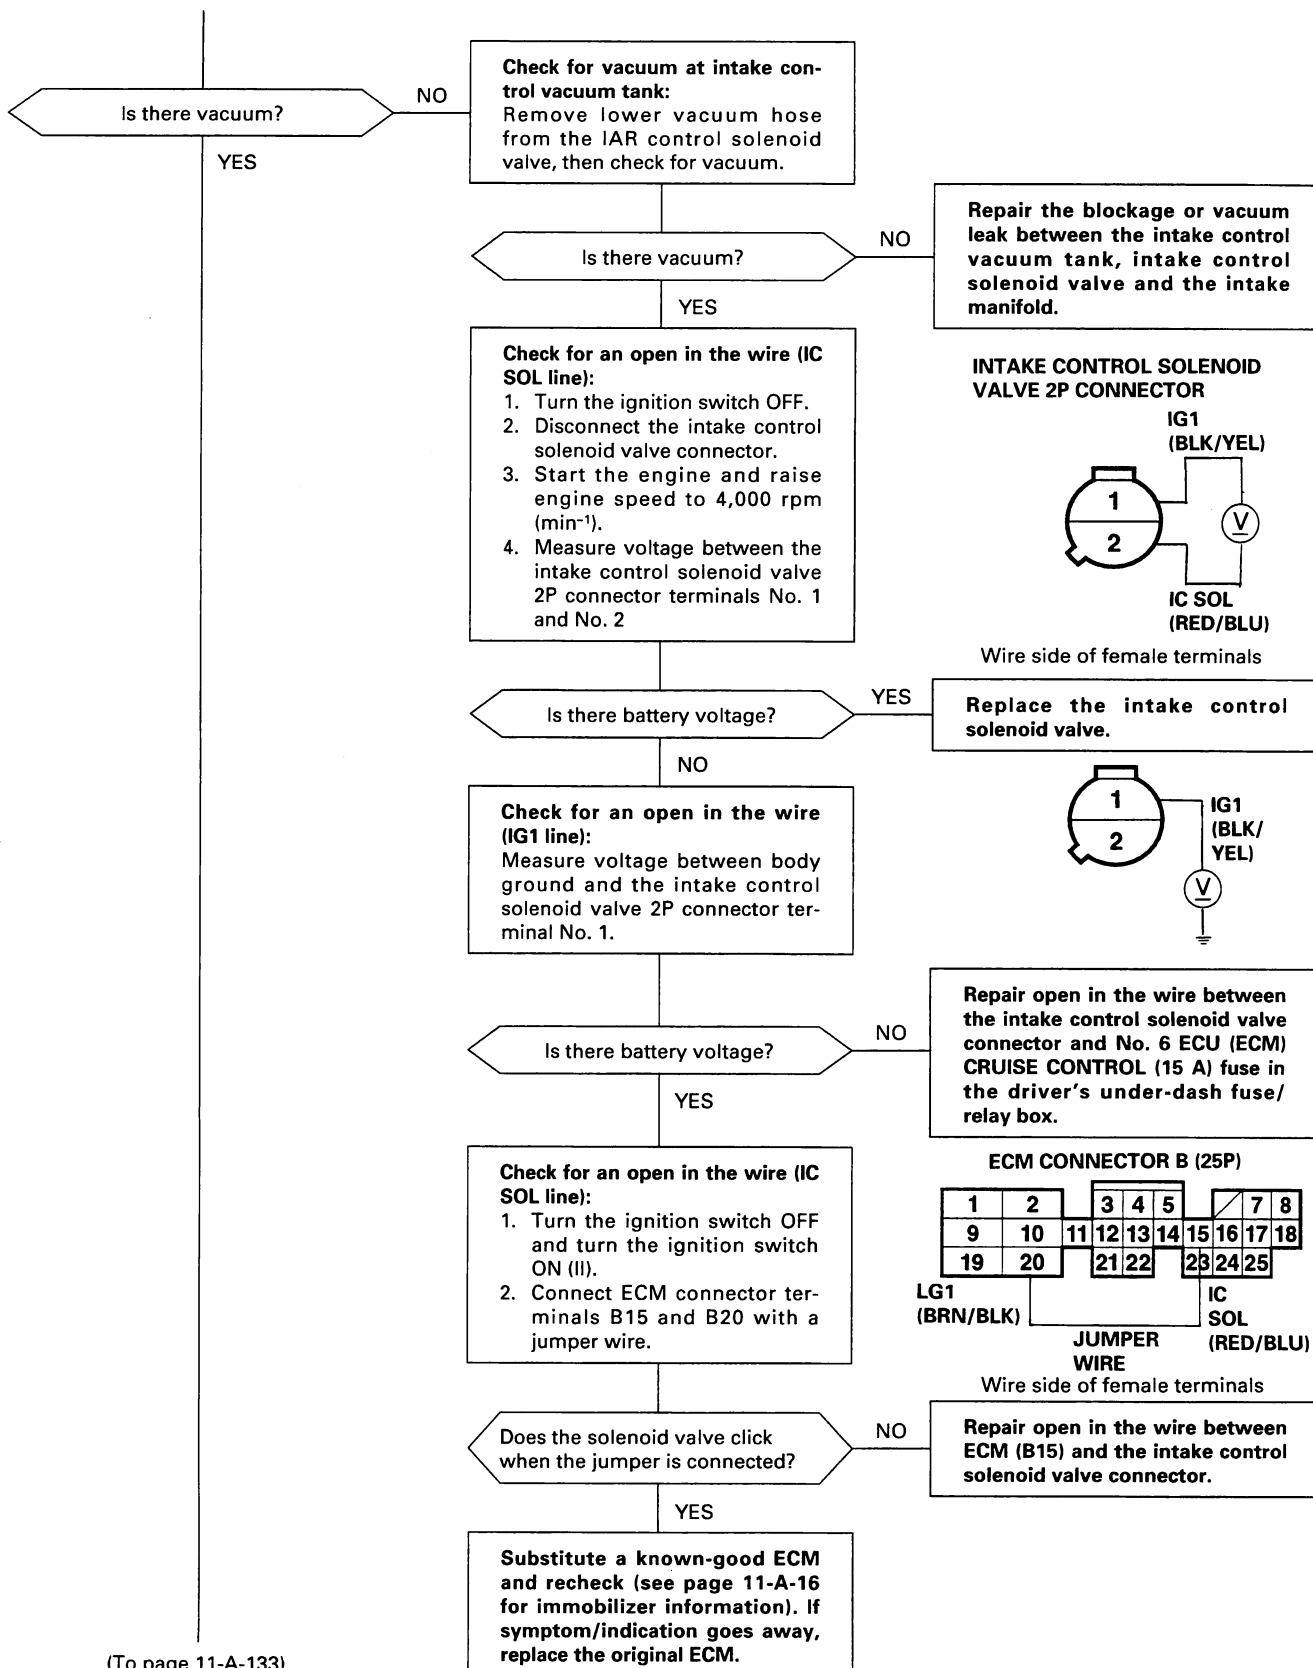 Is there vacuum?
NO
YES
Check for vacuum at intake con-
trol vacuum tank:
Remove lower vacuum hose
from the IAR control solenoid
valve, then check for vacuum.
Is there vacuum?
NO
YES
Repair the blockage or vacuum
leak between the intake control
vacuum tank, intake control
solenoid valve and the intake
manifold.
Check for an open in the wire (IC
SOL line):
1. Turn the ignition switch OFF.
2. Disconnect the intake control
solenoid valve connector.
3. Start the engine and raise
engine speed to 4,000 rpm
(min⁻¹).
4. Measure voltage between the
intake control solenoid valve
2P connector terminals No. 1
and No. 2
INTAKE CONTROL SOLENOID
VALVE 2P CONNECTOR
IG1
(BLK/YEL)
1
2
V
IC SOL
(RED/BLU)
Wire side of female terminals
Is there battery voltage?
YES
NO
Replace the intake control
solenoid valve.
Check for an open in the wire
(IG1 line):
Measure voltage between body
ground and the intake control
solenoid valve 2P connector ter-
minal No. 1.
1
2
IG1
(BLK/
YEL)
V
Is there battery voltage?
NO
YES
Repair open in the wire between
the intake control solenoid valve
connector and No. 6 ECU (ECM)
CRUISE CONTROL (15 A) fuse in
the driver's under-dash fuse/
relay box.
Check for an open in the wire (IC
SOL line):
1. Turn the ignition switch OFF
and turn the ignition switch
ON (II).
2. Connect ECM connector ter-
minals B15 and B20 with a
jumper wire.
ECM CONNECTOR B (25P)
1 2 3 4 5 7 8
9 10 11 12 13 14 15 16 17 18
19 20 21 22 23 24 25
LG1
(BRN/BLK)
JUMPER
WIRE
IC
SOL
(RED/BLU)
Wire side of female terminals
Does the solenoid valve click
when the jumper is connected?
NO
YES
Repair open in the wire between
ECM (B15) and the intake control
solenoid valve connector.
Substitute a known-good ECM
and recheck (see page 11-A-16
for immobilizer information). If
symptom/indication goes away,
replace the original ECM.
(To page 11-A-133)